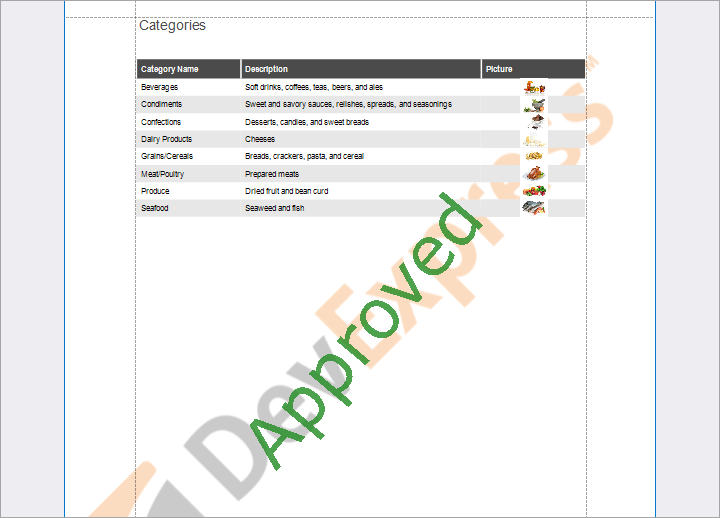 Categories
Category Name Description Picture
Beverages Soft drinks, coffees, teas, beers, and ales
Condiments Sweet and savory sauces, relishes, spreads, and seasonings
Confections Desserts, candies, and sweet breads
Dairy Products Cheeses
Grains/Cereals Breads, crackers, pasta, and cereal
Meat/Poultry Prepared meats
Produce Dried fruit and bean curd
Seafood Seaweed and fish
Approved
DevExpress™